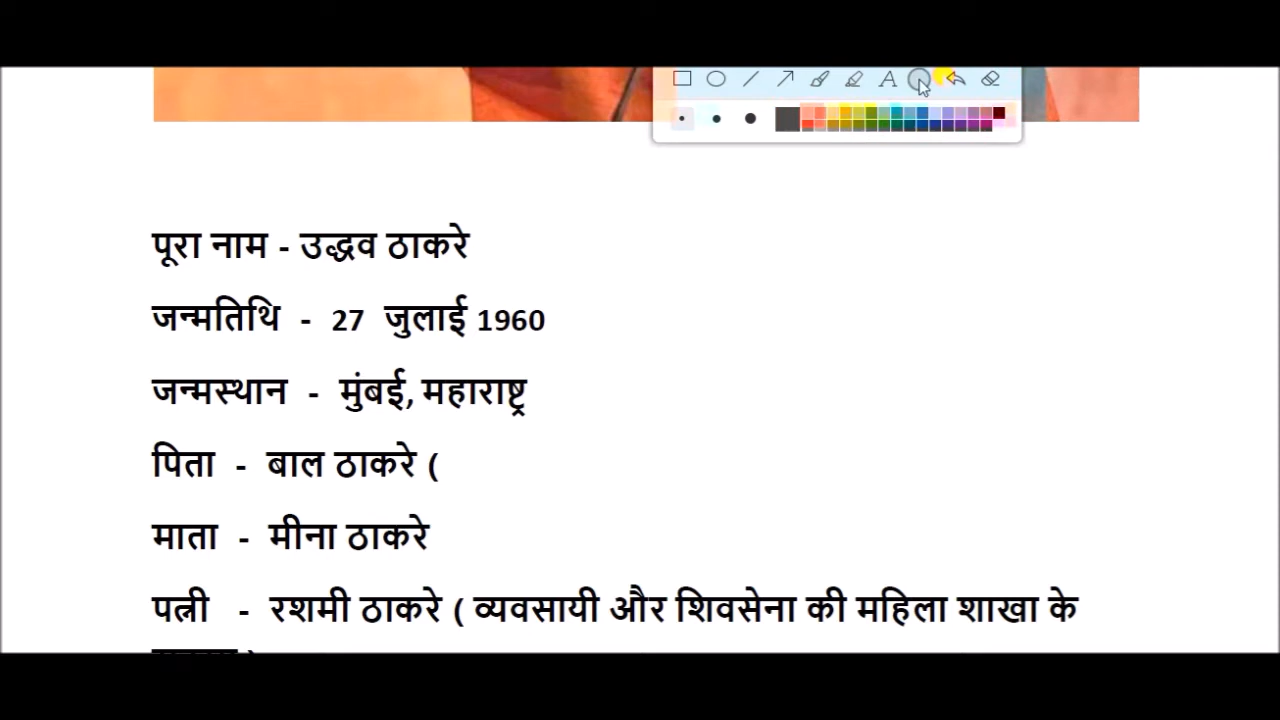 पूरा नाम - उद्धव ठाकरे
जन्मतिथि - 27 जुलाई 1960
जन्मस्थान - मुंबई, महाराष्ट्र
पिता - बाल ठाकरे (
माता - मीना ठाकरे
पत्नी - रशमी ठाकरे ( व्यवसायी और शिवसेना की महिला शाखा के